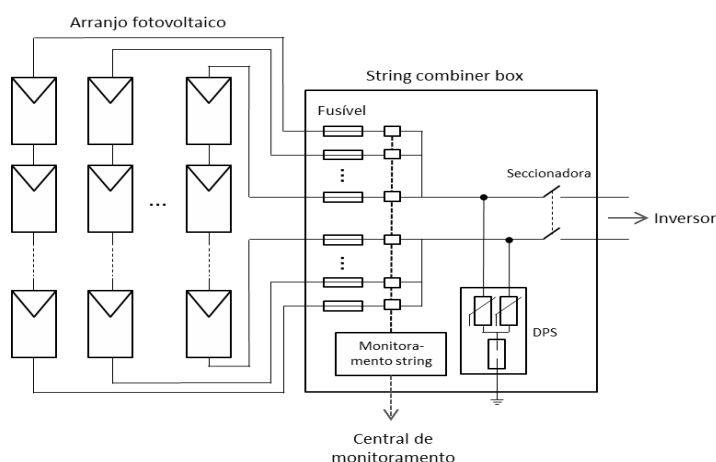 Arranjo fotovoltaico
String combiner box
Fusível
Seccionadora
Inversor
DPS
Monitora-
mento string
Central de
monitoramento